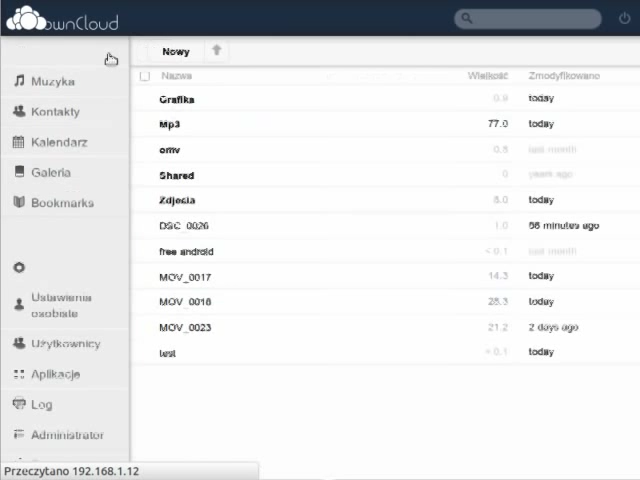 ownCloud
Nowy
Nazwa Wielkość Zmodyfikowano
Muzyka
Kontakty
Kalendarz
Galeria
Bookmarks
Ustawienia
osobiste
Użytkownicy
Aplikacje
Log
Administrator
Grafika 0.9 today
Mp3 77.0 today
omv 0.8 last month
Shared 0 years ago
Zdjecia 8.0 today
DSC_0026 1.0 56 minutes ago
free android < 0.1 last month
MOV_0017 14.3 today
MOV_0018 28.3 today
MOV_0023 21.2 2 days ago
test < 0.1 today
Przeczytano 192.168.1.12